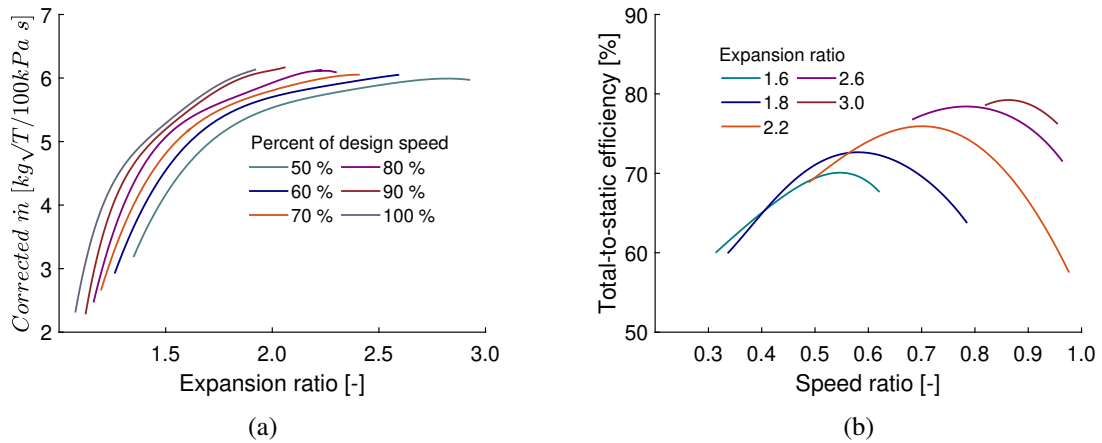 Corrected ṁ [kg√T/100kPa s]
7
6
5
4
3
2
Percent of design speed
50 % 80 %
60 % 90 %
70 % 100 %
1.5 2.0 2.5 3.0
Expansion ratio [-]
(a)
Total-to-static efficiency [%]
90
80
70
60
50
Expansion ratio
1.6 2.6
1.8 3.0
2.2
0.3 0.4 0.5 0.6 0.7 0.8 0.9 1.0
Speed ratio [-]
(b)